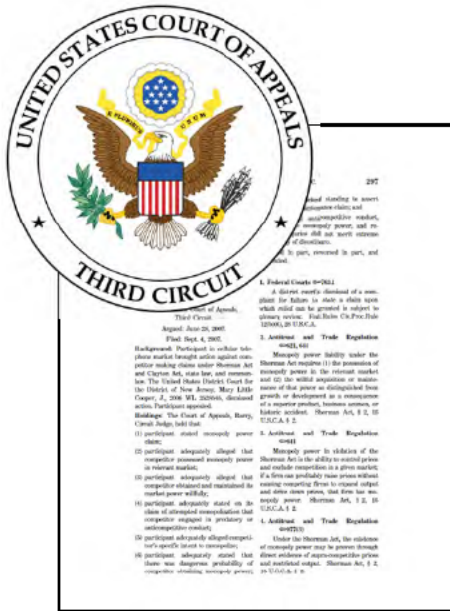 UNITED STATES COURT OF APPEALS
E PLURIBUS UNUM
THIRD CIRCUIT
297
standing to assert
claim; and
conduct,
monopoly power, and
did not merit extreme
of divestiture.
in part, reversed in part, and
1. Federal Courts
A district court's dismissal of a com-
plaint for failure to state a claim upon
which relief can be granted is subject to
plenary review. Fed.Rules Civ.Proc.Rule
12(b)(6), 28 U.S.C.A.
2. Antitrust and Trade Regulation
Monopoly power liability under the
Sherman Act requires (1) the possession of
monopoly power in the relevant market
and (2) the willful acquisition or mainte-
nance of that power as distinguished from
growth or development as a consequence
of a superior product, business acumen, or
historic accident. Sherman Act, § 2, 15
U.S.C.A. § 2.
3. Antitrust and Trade Regulation
Monopoly power in violation of the
Sherman Act is the ability to control prices
and exclude competition in a given market;
if a firm can profitably raise prices without
causing competing firms to expand output
and drive down prices, that firm has mo-
nopoly power. Sherman Act, § 2, 15
U.S.C.A. § 2.
4. Antitrust and Trade Regulation
Under the Sherman Act, the existence
of monopoly power may be proven through
direct evidence of supra-competitive prices
and restricted output. Sherman Act, § 2,
15 U.S.C.A. § 2.
Court of Appeals,
Third Circuit.
Argued: June 28, 2007.
Filed: Sept. 4, 2007.
Background: Participant in cellular tele-
phone market brought action against com-
petitor making claims under Sherman Act
and Clayton Act, state law, and common-
law. The United States District Court for
the District of New Jersey, Mary Little
Cooper, J., 2006 WL dismissed
action. Participant appealed.
Holdings: The Court of Appeals, Barry,
Circuit Judge, held that:
(1) participant stated monopoly power
claim;
(2) participant adequately alleged that
competitor possessed monopoly power
in relevant market;
(3) participant adequately alleged that
competitor obtained and maintained its
market power willfully;
(4) participant adequately stated on its
claim of attempted monopolization that
competitor engaged in predatory or
anticompetitive conduct;
(5) participant adequately alleged competi-
tor's specific intent to monopolize;
(6) participant adequately stated that
there was dangerous probability of
competitor obtaining monopoly power;